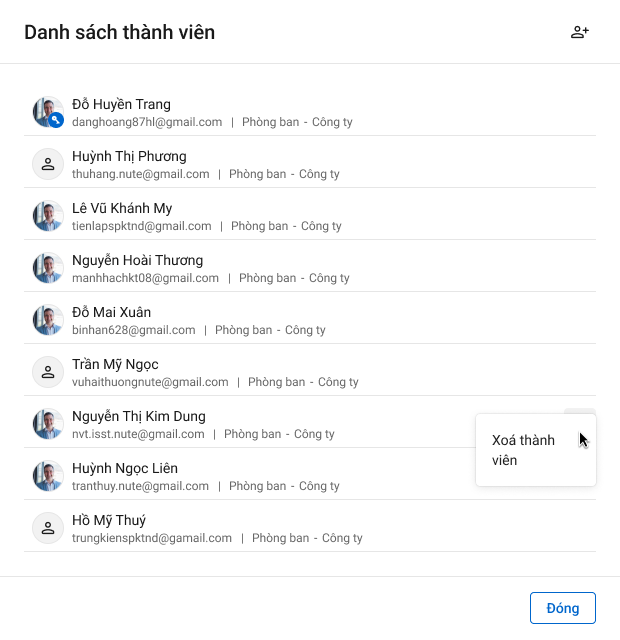 Danh sách thành viên
Đỗ Huyền Trang
danghoang87hl@gmail.com | Phòng ban - Công ty
Huỳnh Thị Phương
thuhang.nute@gmail.com | Phòng ban - Công ty
Lê Vũ Khánh My
tienlapspktnd@gmail.com | Phòng ban - Công ty
Nguyễn Hoài Thương
manhhachkt08@gmail.com | Phòng ban - Công ty
Đỗ Mai Xuân
binhan628@gmail.com | Phòng ban - Công ty
Trần Mỹ Ngọc
vuhaithuongnute@gmail.com | Phòng ban - Công ty
Nguyễn Thị Kim Dung
nvt.isst.nute@gmail.com | Phòng ban - Công ty
Xoá thành
viên
Huỳnh Ngọc Liên
tranthuy.nute@gmail.com | Phòng ban - Công ty
Hồ Mỹ Thuý
trungkienspktnd@gamail.com | Phòng ban - Công ty
Đóng